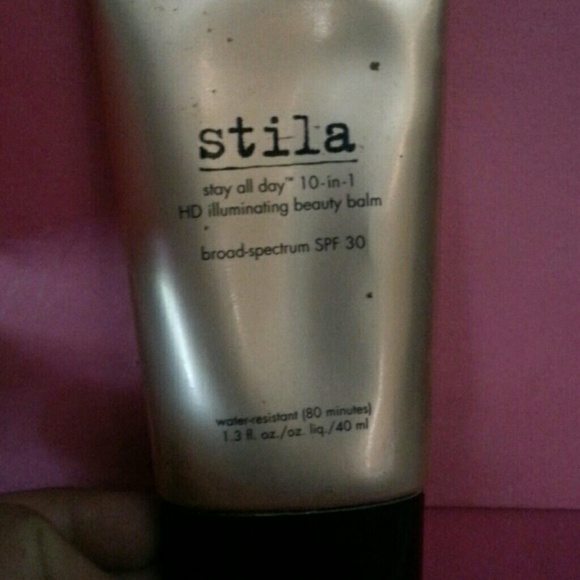 stila
stay all day™ 10-in-1
HD illuminating beauty balm
broad-spectrum SPF 30
water-resistant (80 minutes)
1.3 fl. oz./oz. liq./40 ml